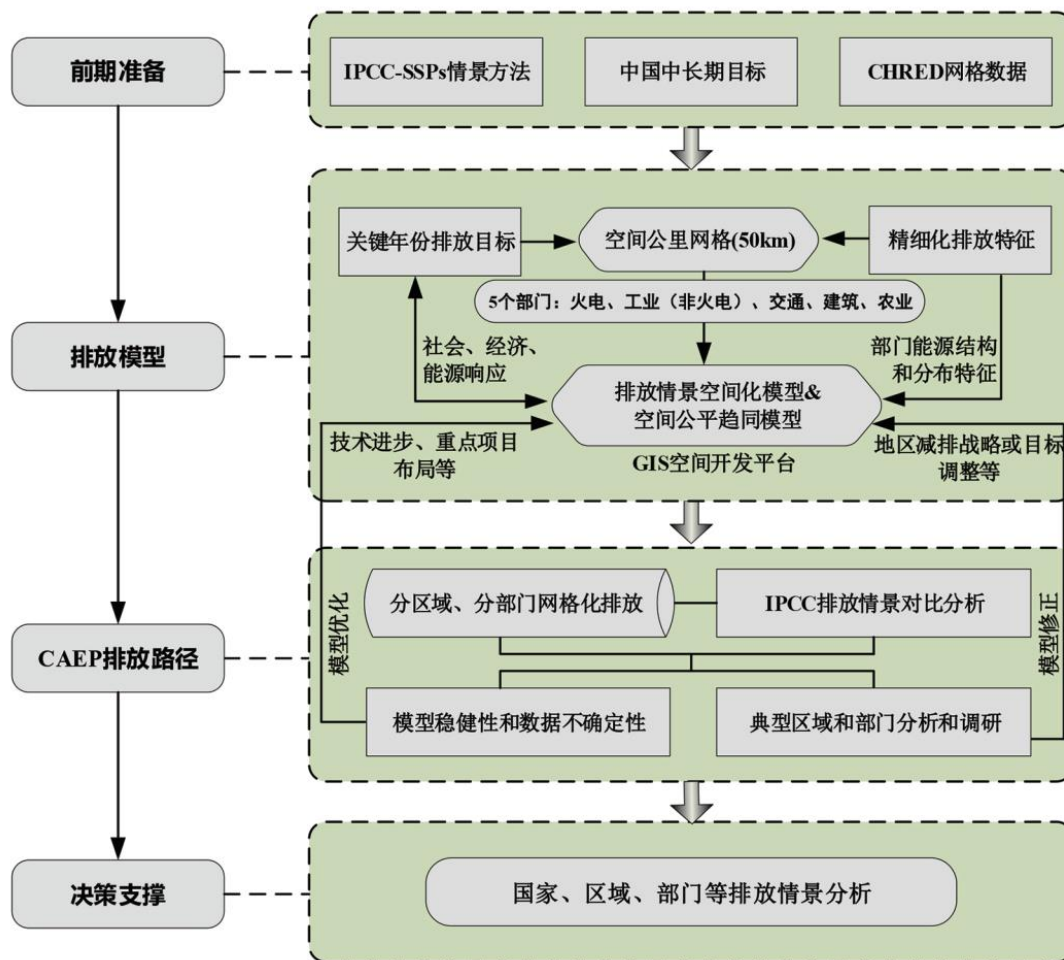 前期准备
IPCC-SSPs情景方法
中国中长期目标
CHRED网格数据
排放模型
关键年份排放目标
空间公里网格(50km)
精细化排放特征
5个部门：火电、工业（非火电）、交通、建筑、农业
社会、经济、
能源响应
部门能源结构
和分布特征
排放情景空间化模型&
空间公平趋同模型
技术进步、重点项目
布局等
GIS空间开发平台
地区减排战略或目标
调整等
CAEP排放路径
模型优化
分区域、分部门网格化排放
IPCC排放情景对比分析
模型修正
模型稳健性和数据不确定性
典型区域和部门分析和调研
决策支撑
国家、区域、部门等排放情景分析